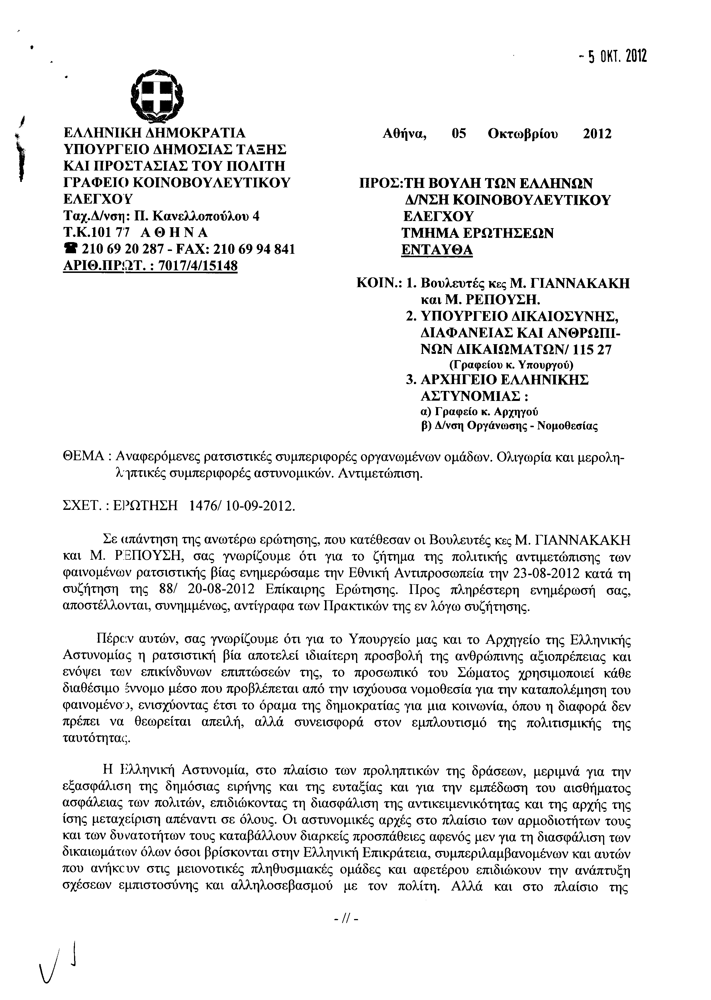 - 5 ΟΚΤ. 2012
ΕΛΛΗΝΙΚΗ ΔΗΜΟΚΡΑΤΙΑ
ΥΠΟΥΡΓΕΙΟ ΔΗΜΟΣΙΑΣ ΤΑΞΗΣ
ΚΑΙ ΠΡΟΣΤΑΣΙΑΣ ΤΟΥ ΠΟΛΙΤΗ
ΓΡΑΦΕΙΟ ΚΟΙΝΟΒΟΥΛΕΥΤΙΚΟΥ
ΕΛΕΓΧΟΥ
Ταχ.Δ/νση: Π. Κανελλοπούλου 4
Τ.Κ.101 77 Α Θ Η Ν Α
☎ 210 69 20 287 - FAX: 210 69 94 841
ΑΡΙΘ.ΠΡΩΤ. : 7017/4/15148
Αθήνα, 05 Οκτωβρίου 2012
ΠΡΟΣ:ΤΗ ΒΟΥΛΗ ΤΩΝ ΕΛΛΗΝΩΝ
Δ/ΝΣΗ ΚΟΙΝΟΒΟΥΛΕΥΤΙΚΟΥ
ΕΛΕΓΧΟΥ
ΤΜΗΜΑ ΕΡΩΤΗΣΕΩΝ
ΕΝΤΑΥΘΑ
ΚΟΙΝ.: 1. Βουλευτές κες Μ. ΓΙΑΝΝΑΚΑΚΗ
και Μ. ΡΕΠΟΥΣΗ.
2. ΥΠΟΥΡΓΕΙΟ ΔΙΚΑΙΟΣΥΝΗΣ,
ΔΙΑΦΑΝΕΙΑΣ ΚΑΙ ΑΝΘΡΩΠΙ-
ΝΩΝ ΔΙΚΑΙΩΜΑΤΩΝ/ 115 27
(Γραφείου κ. Υπουργού)
3. ΑΡΧΗΓΕΙΟ ΕΛΛΗΝΙΚΗΣ
ΑΣΤΥΝΟΜΙΑΣ :
α) Γραφείο κ. Αρχηγού
β) Δ/νση Οργάνωσης - Νομοθεσίας
ΘΕΜΑ : Αναφερόμενες ρατσιστικές συμπεριφορές οργανωμένων ομάδων. Ολιγωρία και μερολη-
ληπτικές συμπεριφορές αστυνομικών. Αντιμετώπιση.
ΣΧΕΤ. : ΕΡΩΤΗΣΗ 1476/ 10-09-2012.
Σε απάντηση της ανωτέρω ερώτησης, που κατέθεσαν οι Βουλευτές κες Μ. ΓΙΑΝΝΑΚΑΚΗ
και Μ. ΡΕΠΟΥΣΗ, σας γνωρίζουμε ότι για το ζήτημα της πολιτικής αντιμετώπισης των
φαινομένων ρατσιστικής βίας ενημερώσαμε την Εθνική Αντιπροσωπεία την 23-08-2012 κατά τη
συζήτηση της 88/ 20-08-2012 Επίκαιρης Ερώτησης. Προς πληρέστερη ενημέρωσή σας,
αποστέλλονται, συνημμένως, αντίγραφα των Πρακτικών της εν λόγω συζήτησης.
Πέραν αυτών, σας γνωρίζουμε ότι για το Υπουργείο μας και το Αρχηγείο της Ελληνικής
Αστυνομίας η ρατσιστική βία αποτελεί ιδιαίτερη προσβολή της ανθρώπινης αξιοπρέπειας και
ενόψει των επικίνδυνων επιπτώσεών της, το προσωπικό του Σώματος χρησιμοποιεί κάθε
διαθέσιμο έννομο μέσο που προβλέπεται από την ισχύουσα νομοθεσία για την καταπολέμηση του
φαινομένου, ενισχύοντας έτσι το όραμα της δημοκρατίας για μια κοινωνία, όπου η διαφορά δεν
πρέπει να θεωρείται απειλή, αλλά συνεισφορά στον εμπλουτισμό της πολιτισμικής της
ταυτότητας.
Η Ελληνική Αστυνομία, στο πλαίσιο των προληπτικών της δράσεων, μεριμνά για την
εξασφάλιση της δημόσιας ειρήνης και της ευταξίας και για την εμπέδωση του αισθήματος
ασφάλειας των πολιτών, επιδιώκοντας τη διασφάλιση της αντικειμενικότητας και της αρχής της
ίσης μεταχείριση απέναντι σε όλους. Οι αστυνομικές αρχές στο πλαίσιο των αρμοδιοτήτων τους
και των δυνατοτήτων τους καταβάλλουν διαρκείς προσπάθειες αφενός μεν για τη διασφάλιση των
δικαιωμάτων όλων όσοι βρίσκονται στην Ελληνική Επικράτεια, συμπεριλαμβανομένων και αυτών
που ανήκουν στις μειονοτικές πληθυσμιακές ομάδες και αφετέρου επιδιώκουν την ανάπτυξη
σχέσεων εμπιστοσύνης και αλληλοσεβασμού με τον πολίτη. Αλλά και στο πλαίσιο της
- // -